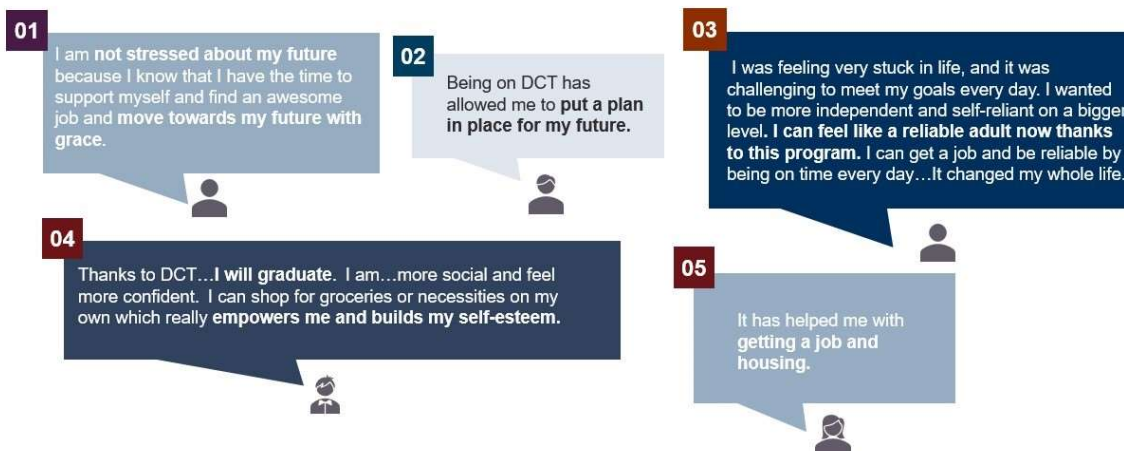 01
I am not stressed about my future
because I know that I have the time to
support myself and find an awesome
job and move towards my future with
grace.
02
Being on DCT has
allowed me to put a plan
in place for my future.
03
I was feeling very stuck in life, and it was
challenging to meet my goals every day. I wanted
to be more independent and self-reliant on a bigger
level. I can feel like a reliable adult now thanks
to this program. I can get a job and be reliable by
being on time every day…It changed my whole life.
04
Thanks to DCT…I will graduate. I am…more social and feel
more confident. I can shop for groceries or necessities on my
own which really empowers me and builds my self-esteem.
05
It has helped me with
getting a job and
housing.